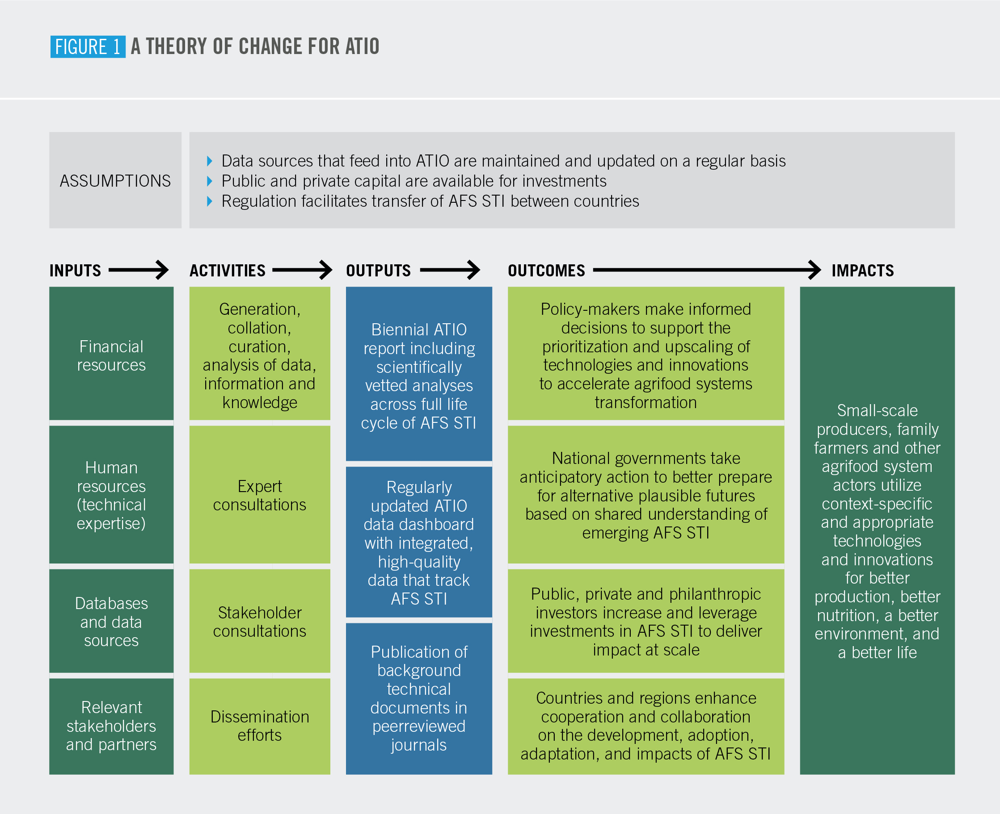 FIGURE 1 A THEORY OF CHANGE FOR ATIO
ASSUMPTIONS
Data sources that feed into ATIO are maintained and updated on a regular basis
Public and private capital are available for investments
Regulation facilitates transfer of AFS STI between countries
INPUTS
Financial
resources
Human
resources
(technical
expertise)
Databases
and data
sources
Relevant
stakeholders
and partners
ACTIVITIES
Generation,
collation,
curation,
analysis of data,
information and
knowledge
Expert
consultations
Stakeholder
consultations
Dissemination
efforts
OUTPUTS
Biennial ATIO
report including
scientifically
vetted analyses
across full life
cycle of AFS STI
Regularly
updated ATIO
data dashboard
with integrated,
high-quality
data that track
AFS STI
Publication of
background
technical
documents in
peerreviewed
journals
OUTCOMES
Policy-makers make informed
decisions to support the
prioritization and upscaling of
technologies and innovations
to accelerate agrifood systems
transformation
National governments take
anticipatory action to better prepare
for alternative plausible futures
based on shared understanding of
emerging AFS STI
Public, private and philanthropic
investors increase and leverage
investments in AFS STI to deliver
impact at scale
Countries and regions enhance
cooperation and collaboration
on the development, adoption,
adaptation, and impacts of AFS STI
IMPACTS
Small-scale
producers, family
farmers and other
agrifood system
actors utilize
context-specific
and appropriate
technologies
and innovations
for better
production, better
nutrition, a better
environment, and
a better life